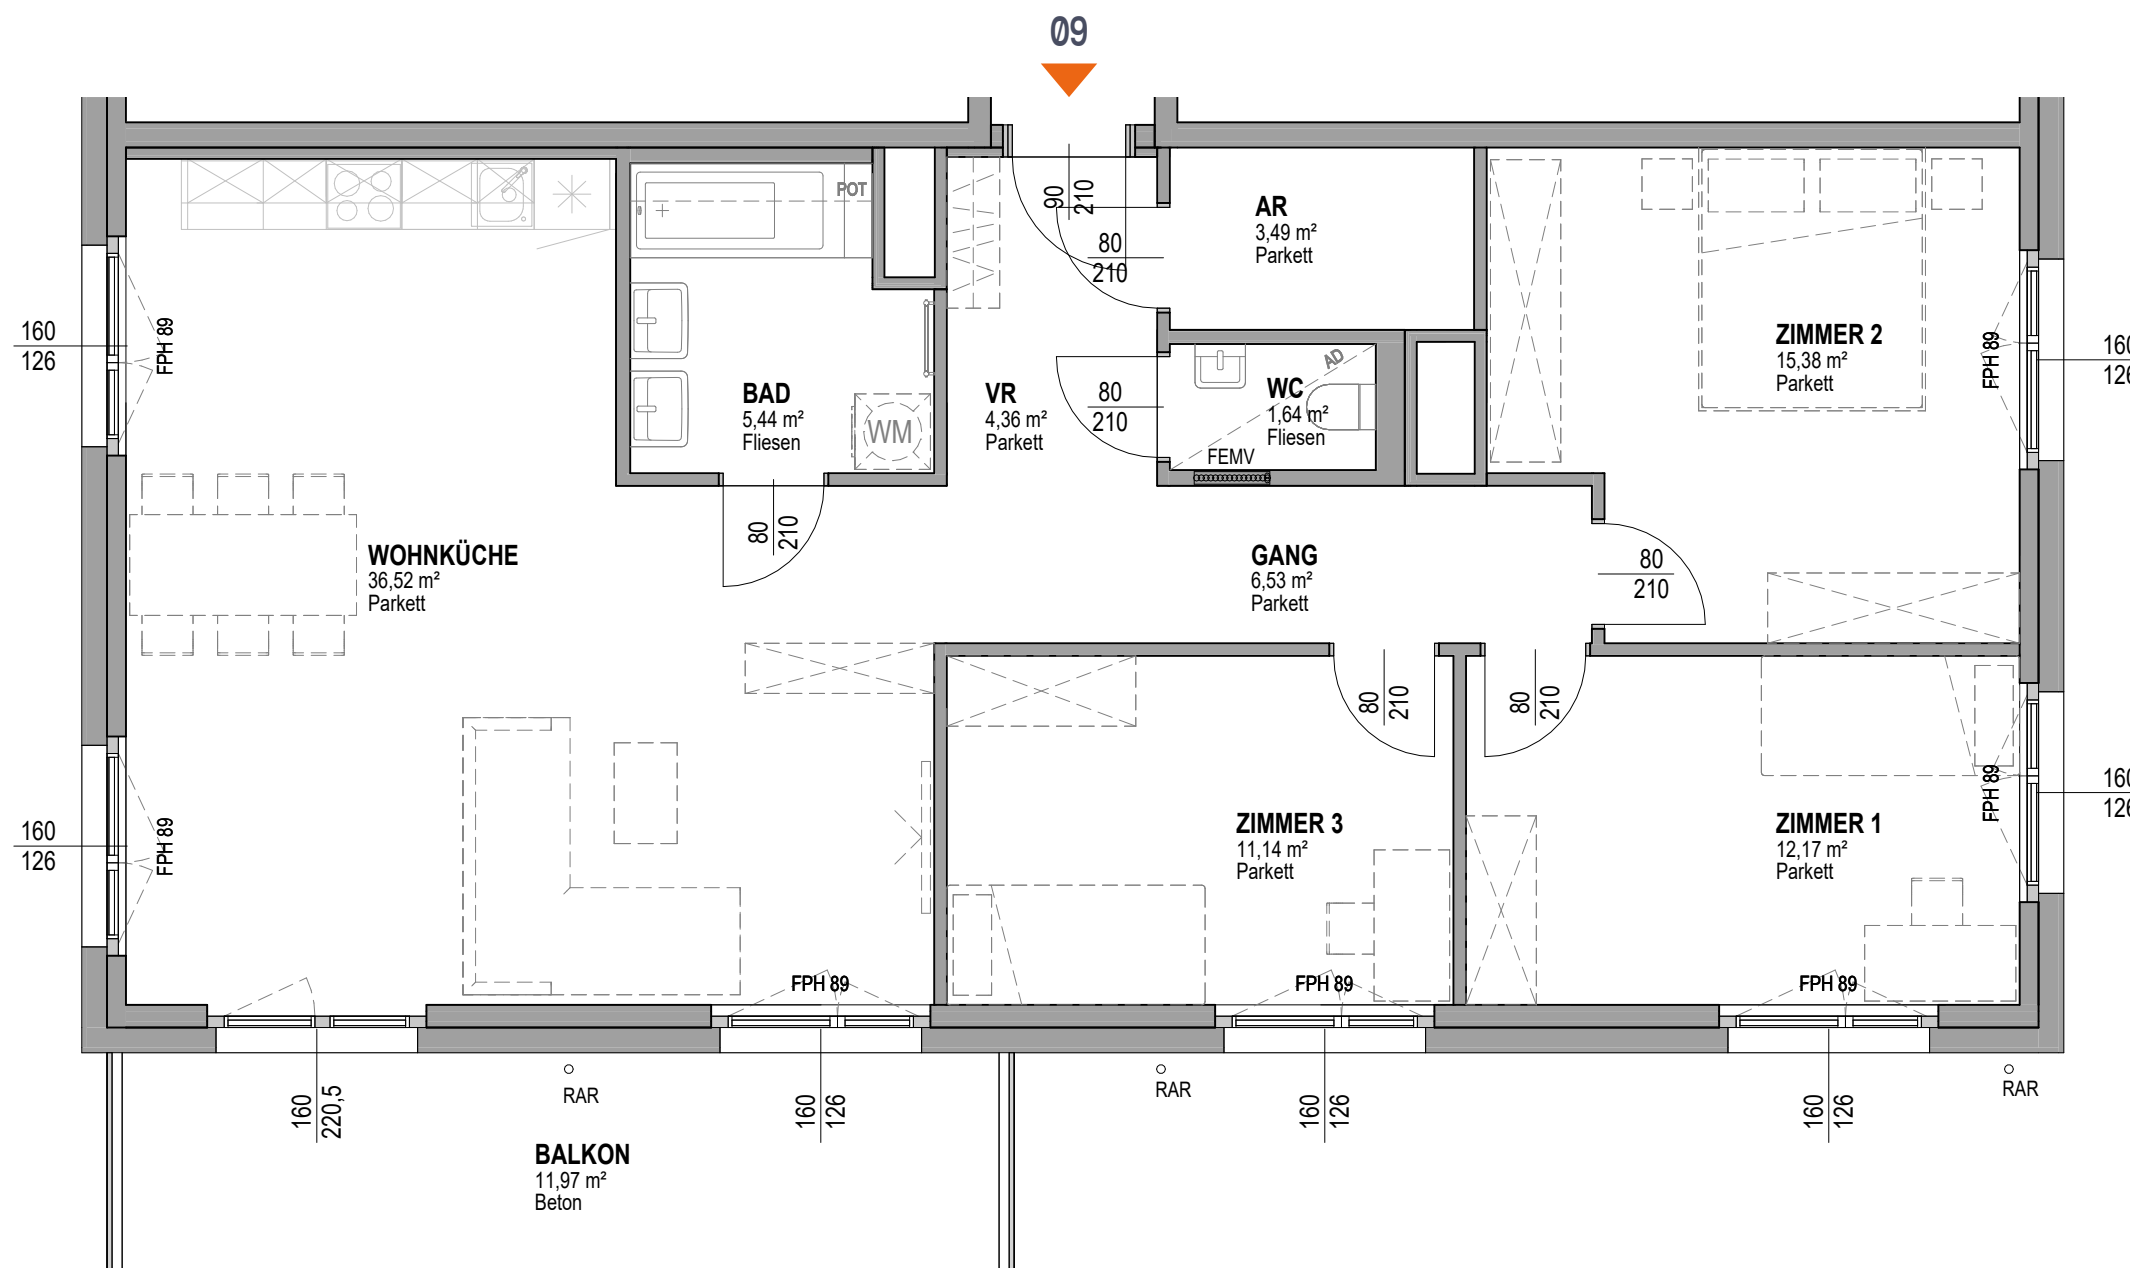 09
90
210
80
210
AR
3,49 m²
Parkett
POT
160
126
FPH 89
BAD
5,44 m²
Fliesen
WM
VR
4,36 m²
Parkett
80
210
AD
WC
1,64 m²
Fliesen
FEMV
ZIMMER 2
15,38 m²
Parkett
FPH 89
160
126
WOHNKÜCHE
36,52 m²
Parkett
80
210
GANG
6,53 m²
Parkett
80
210
80
210
80
210
160
126
FPH 89
ZIMMER 3
11,14 m²
Parkett
ZIMMER 1
12,17 m²
Parkett
FPH 89
160
126
FPH 89
FPH 89
FPH 89
160
220,5
RAR
160
126
RAR
160
126
160
126
RAR
BALKON
11,97 m²
Beton